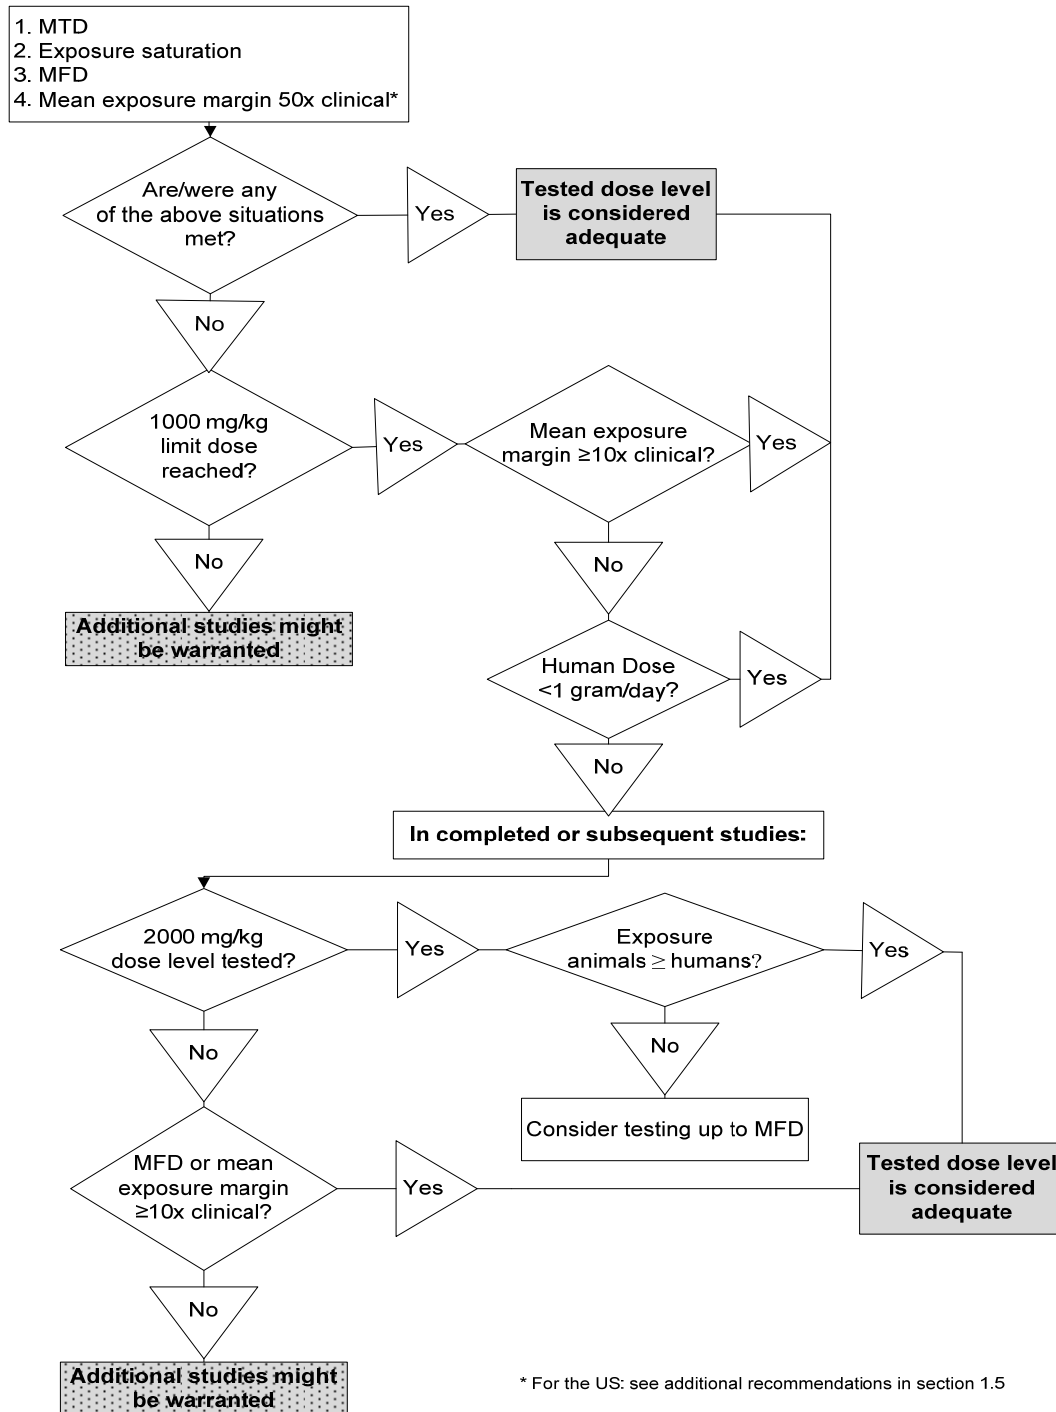 1. MTD
2. Exposure saturation
3. MFD
4. Mean exposure margin 50x clinical*
Are/were any
of the above situations
met?
Yes
Tested dose level
is considered
adequate
No
1000 mg/kg
limit dose
reached?
Yes
Mean exposure
margin ≥10x clinical?
Yes
No
Additional studies might
be warranted
No
Human Dose
<1 gram/day?
Yes
No
In completed or subsequent studies:
2000 mg/kg
dose level tested?
Yes
Exposure
animals ≥ humans?
Yes
No
No
Consider testing up to MFD
MFD or mean
exposure margin
≥10x clinical?
Yes
Tested dose level
is considered
adequate
No
Additional studies might
be warranted
* For the US: see additional recommendations in section 1.5